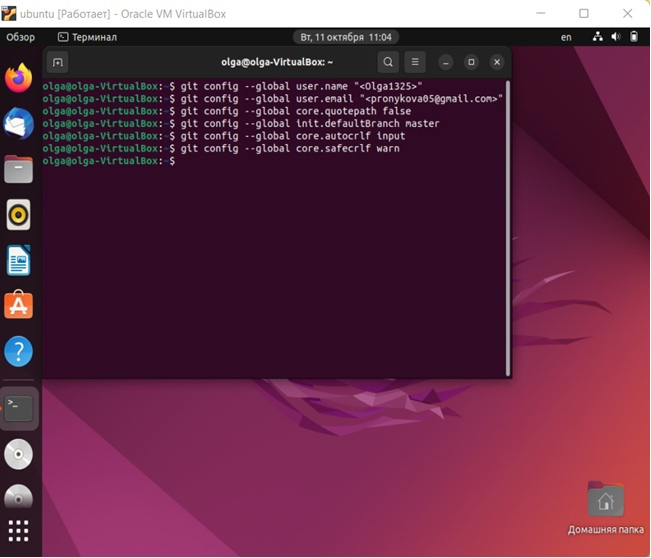 ubuntu [Работает] - Oracle VM VirtualBox
Обзор Терминал Вт, 11 октября 11:04 en
olga@olga-VirtualBox: ~
olga@olga-VirtualBox:~$ git config --global user.name "<Olga1325>"
olga@olga-VirtualBox:~$ git config --global user.email "<pronykova05@gmail.com>"
olga@olga-VirtualBox:~$ git config --global core.quotepath false
olga@olga-VirtualBox:~$ git config --global init.defaultBranch master
olga@olga-VirtualBox:~$ git config --global core.autocrlf input
olga@olga-VirtualBox:~$ git config --global core.safecrlf warn
olga@olga-VirtualBox:~$
Домашняя папка